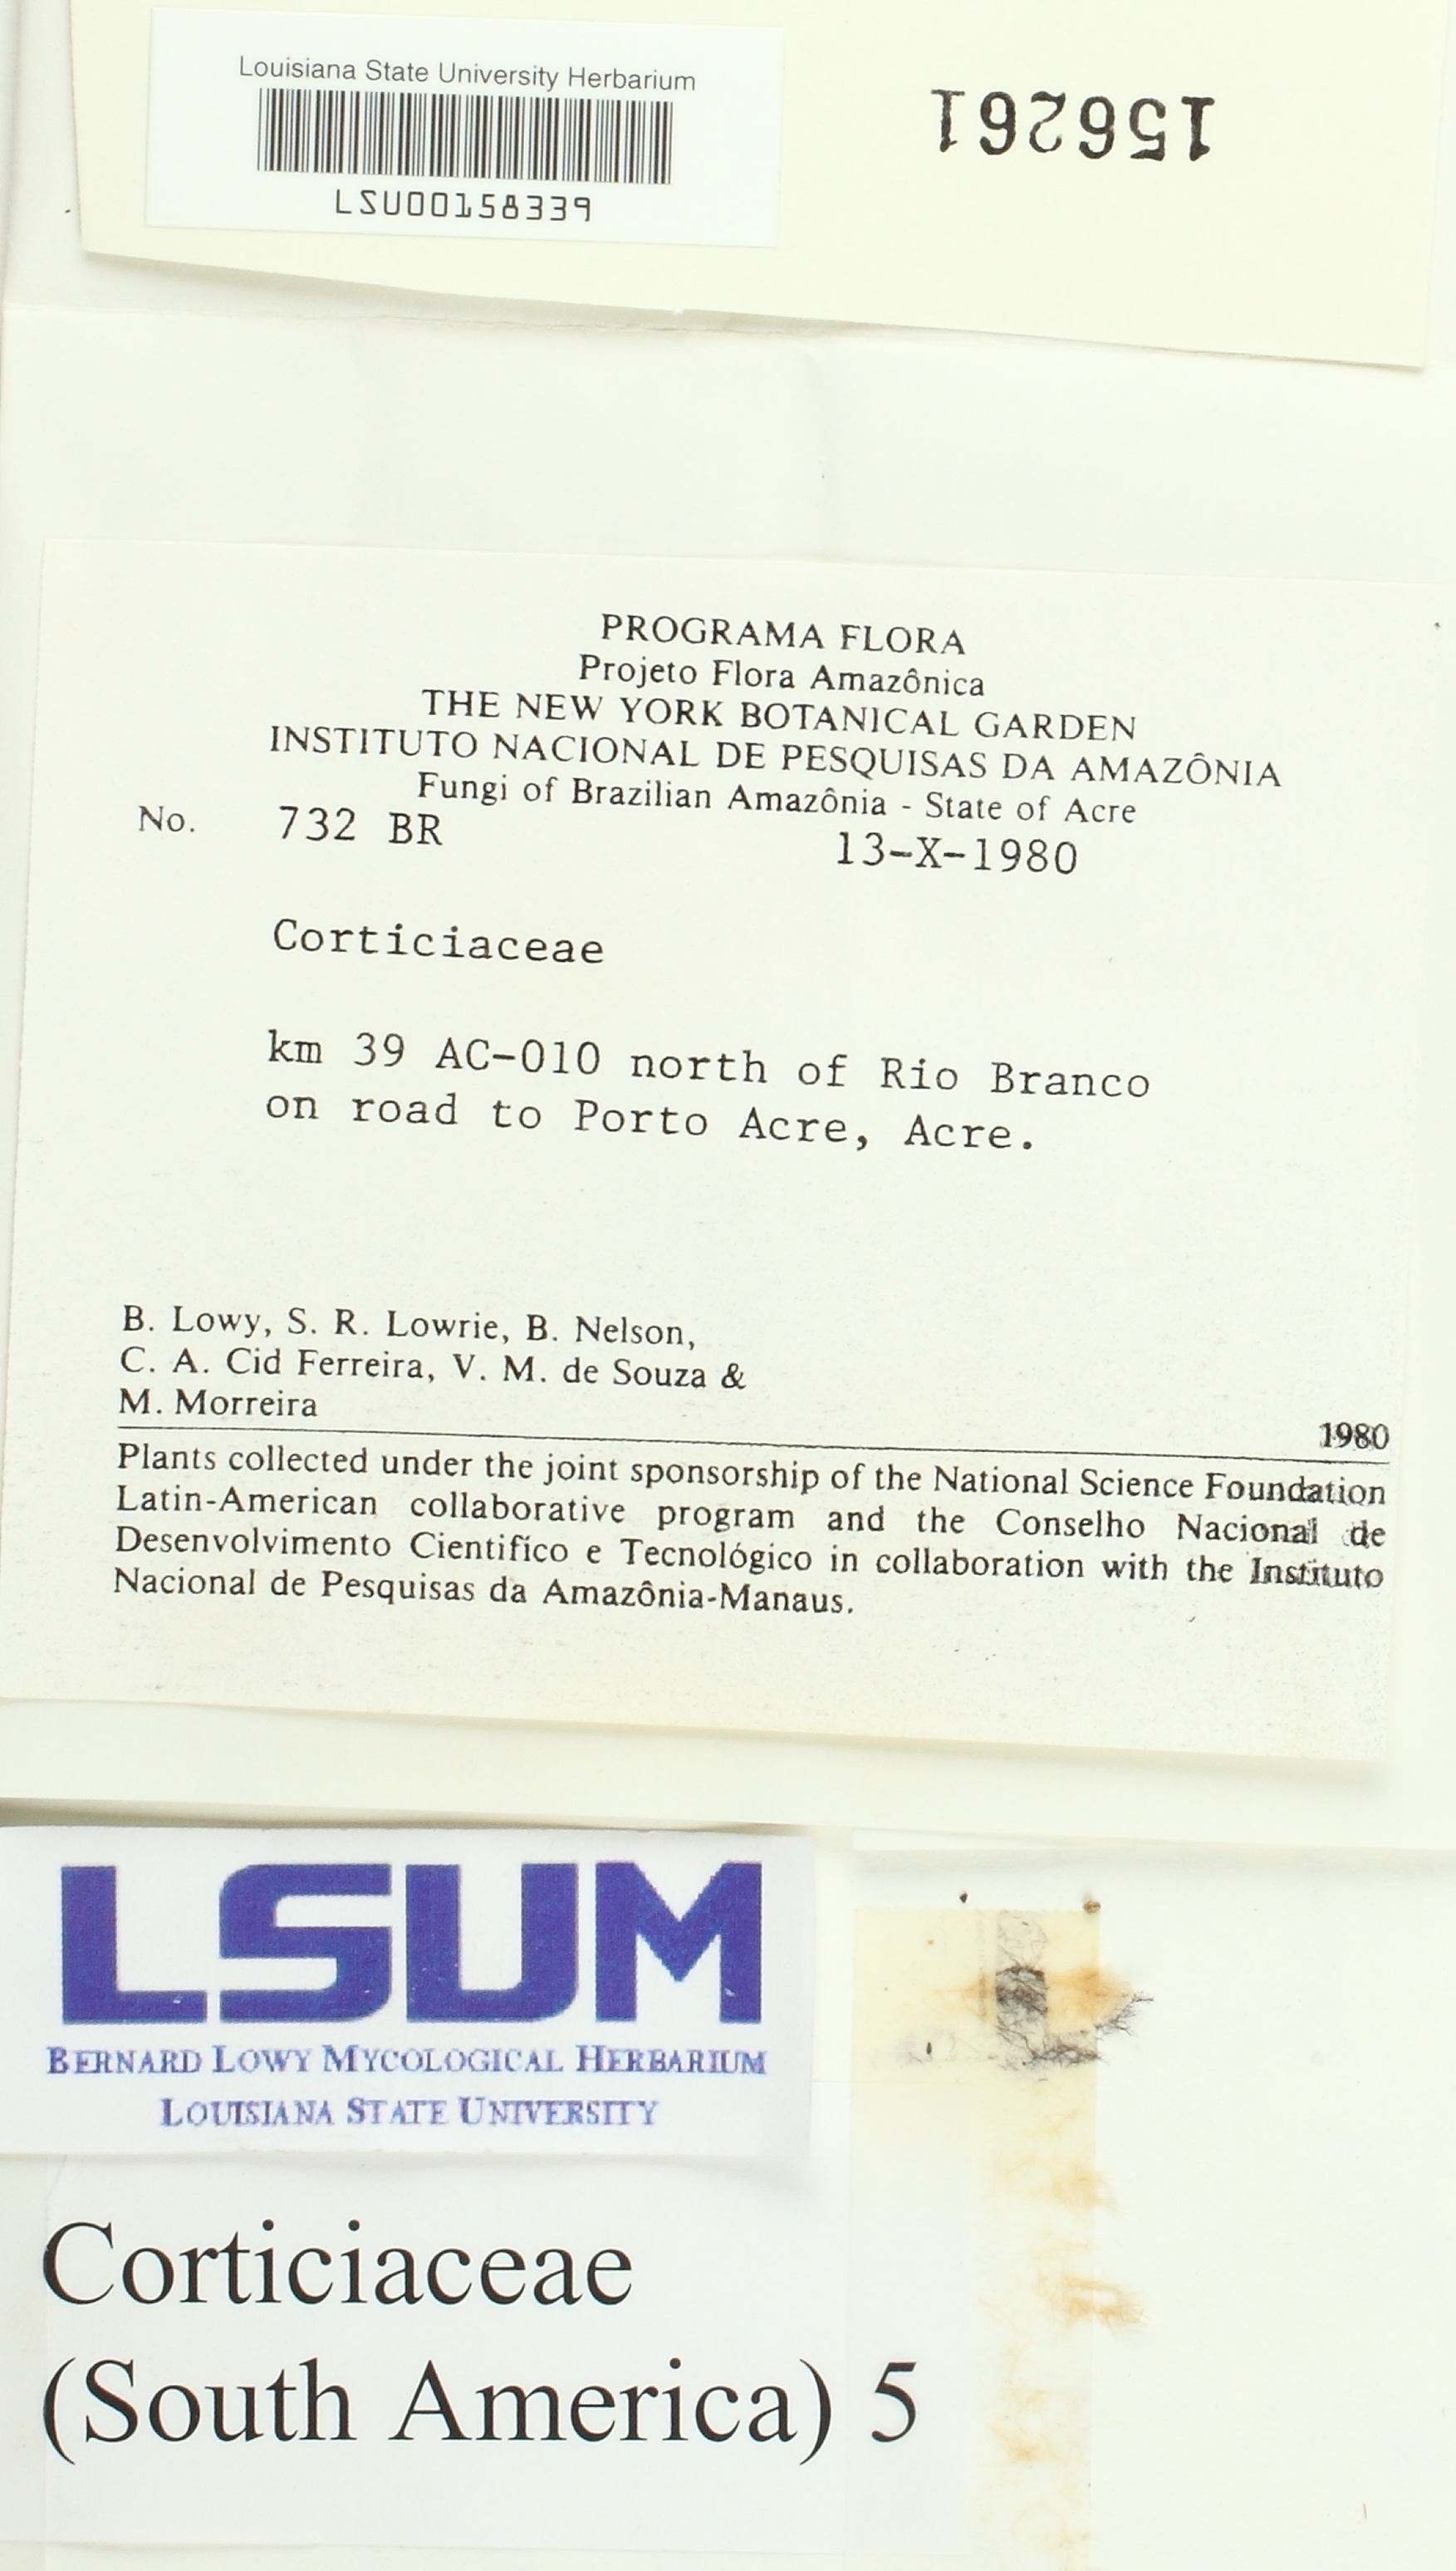 Louisiana State University Herbarium
LSU00158339
156261
PROGRAMA FLORA
Projeto Flora Amazônica
THE NEW YORK BOTANICAL GARDEN
INSTITUTO NACIONAL DE PESQUISAS DA AMAZÔNIA
Fungi of Brazilian Amazônia - State of Acre
No. 732 BR 13-X-1980
Corticiaceae
km 39 AC-010 north of Rio Branco
on road to Porto Acre, Acre.
B. Lowy, S. R. Lowrie, B. Nelson,
C. A. Cid Ferreira, V. M. de Souza &
M. Morreira
1980
Plants collected under the joint sponsorship of the National Science Foundation
Latin-American collaborative program and the Conselho Nacional de
Desenvolvimento Cientifíco e Tecnológico in collaboration with the Instituto
Nacional de Pesquisas da Amazônia-Manaus.
LSUM
BERNARD LOWY MYCOLOGICAL HERBARIUM
LOUISIANA STATE UNIVERSITY
Corticiaceae
(South America) 5